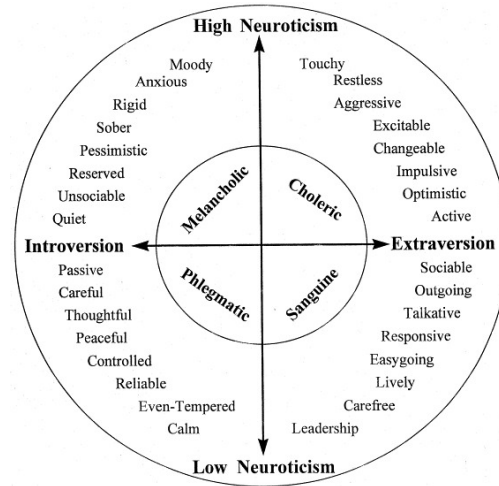 High Neuroticism
Moody
Touchy
Anxious
Restless
Rigid
Aggressive
Sober
Excitable
Pessimistic
Changeable
Reserved
Impulsive
Unsociable
Optimistic
Quiet
Active
Melancholic
Choleric
Introversion
Extraversion
Phlegmatic
Sanguine
Passive
Sociable
Careful
Outgoing
Thoughtful
Talkative
Peaceful
Responsive
Controlled
Easygoing
Reliable
Lively
Even-Tempered
Carefree
Calm
Leadership
Low Neuroticism